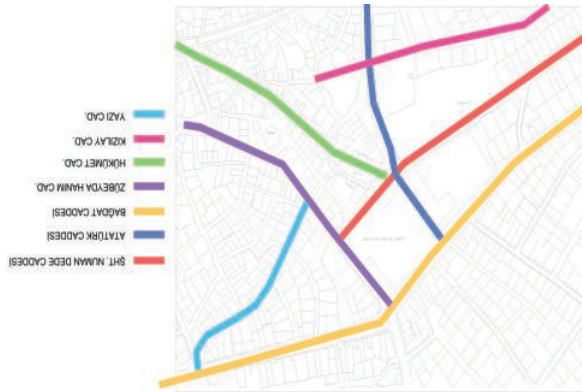 ŞHT. NUMAN DEDE CADDESİ
ATATÜRK CADDESİ
BAĞDAT CADDESİ
ZÜBEYDA HANIM CAD.
HÜKÜMET CAD.
KIZILAY CAD.
YAZI CAD.